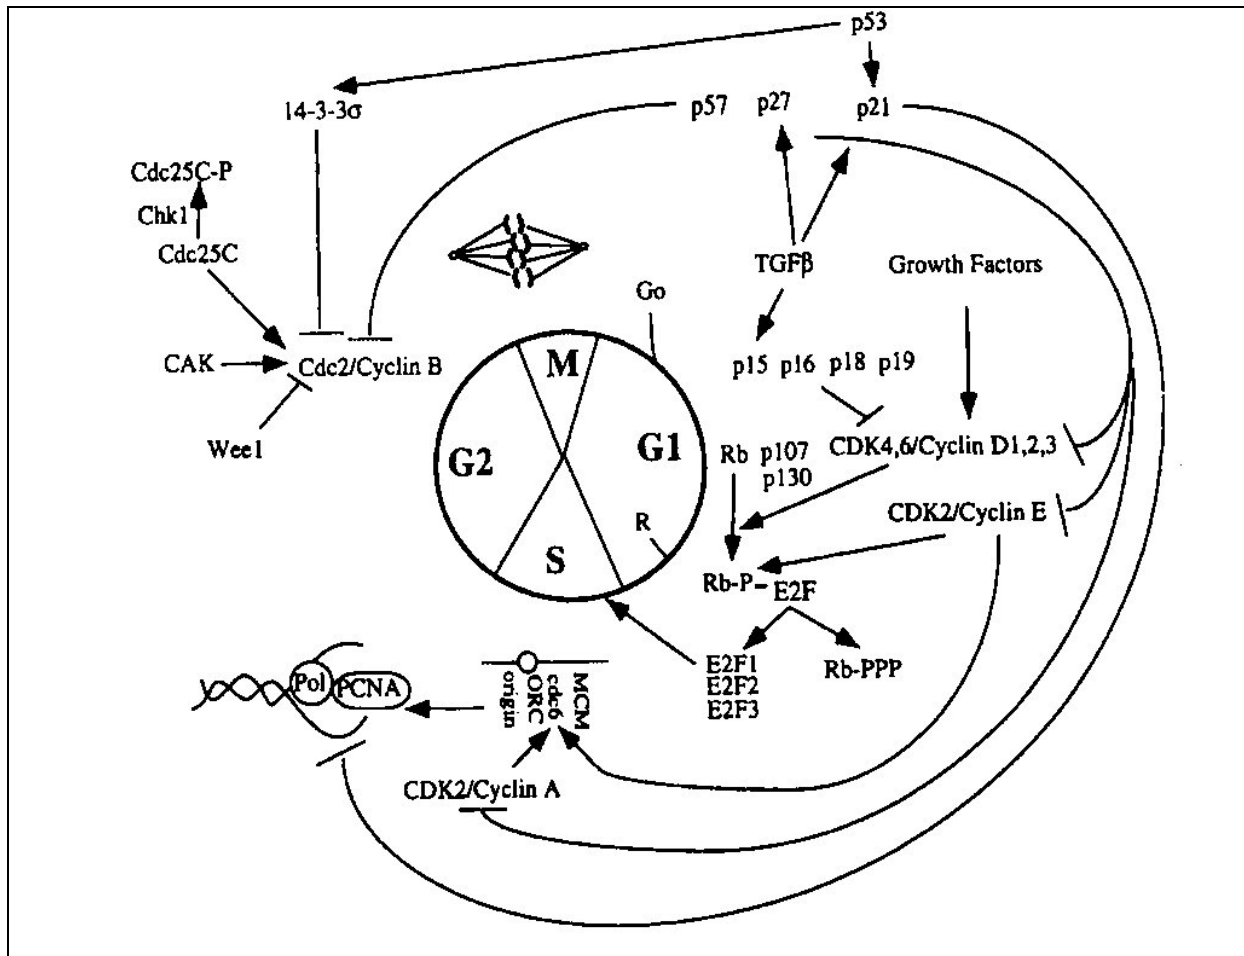 p53
14-3-3σ
p57 p27 p21
Cdc25C-P
Chk1
Cdc25C
TGFβ
Growth Factors
Go
CAK
Cdc2/Cyclin B
M
p15 p16 p18 p19
Wee1
G2
G1
Rb p107
p130
CDK4,6/Cyclin D1,2,3
CDK2/Cyclin E
R
S
Rb-P-E2F
E2F1
E2F2
E2F3
Rb-PPP
Pol
PCNA
origin
ORC
cdc6
MCM
CDK2/Cyclin A